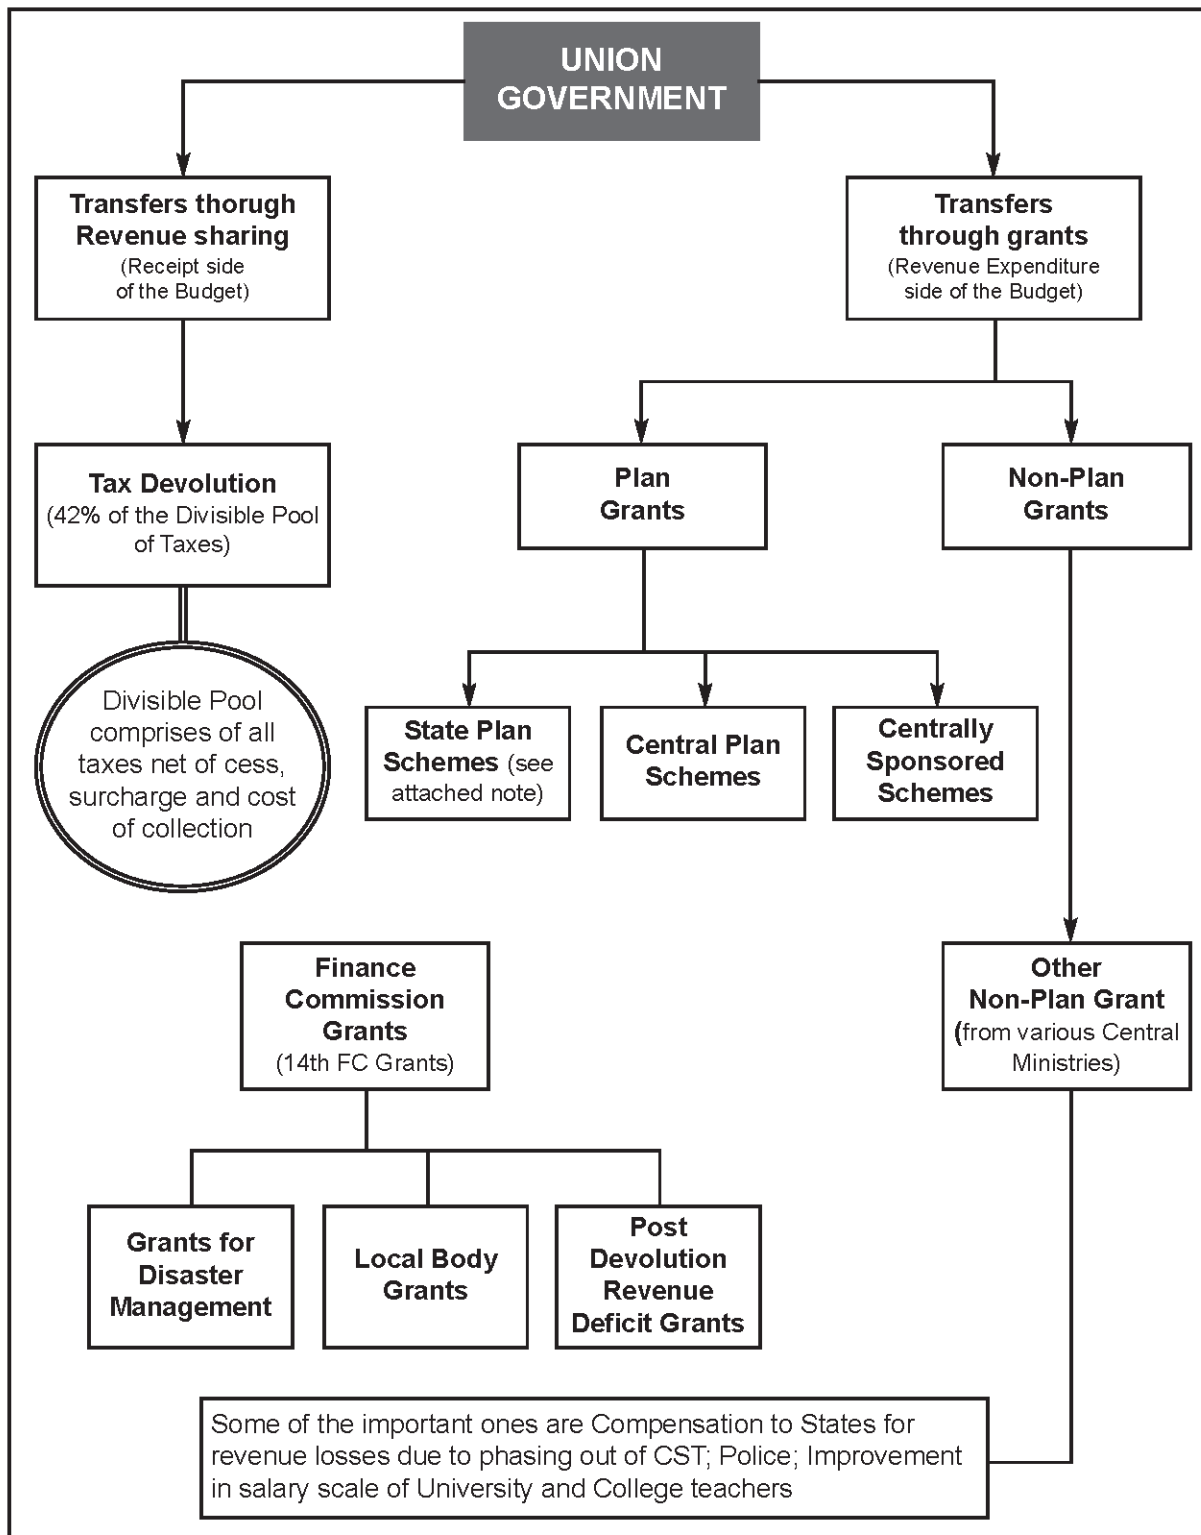 UNION
GOVERNMENT
Transfers thorugh
Revenue sharing
(Receipt side
of the Budget)
Transfers
through grants
(Revenue Expenditure
side of the Budget)
Tax Devolution
(42% of the Divisible Pool
of Taxes)
Plan
Grants
Non-Plan
Grants
Divisible Pool
comprises of all
taxes net of cess,
surcharge and cost
of collection
State Plan
Schemes (see
attached note)
Central Plan
Schemes
Centrally
Sponsored
Schemes
Finance
Commission
Grants
(14th FC Grants)
Other
Non-Plan Grant
(from various Central
Ministries)
Grants for
Disaster
Management
Local Body
Grants
Post
Devolution
Revenue
Deficit Grants
Some of the important ones are Compensation to States for
revenue losses due to phasing out of CST; Police; Improvement
in salary scale of University and College teachers